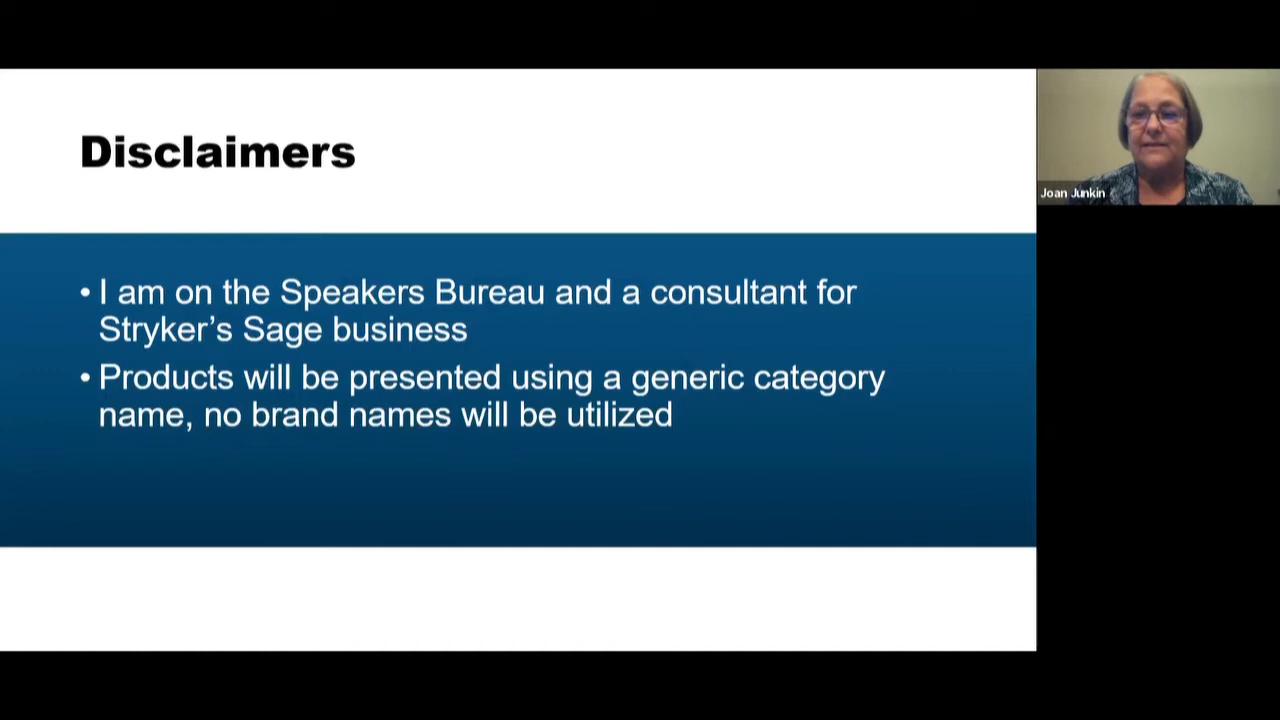 Disclaimers
• I am on the Speakers Bureau and a consultant for
Stryker’s Sage business
• Products will be presented using a generic category
name, no brand names will be utilized
Joan Junkin